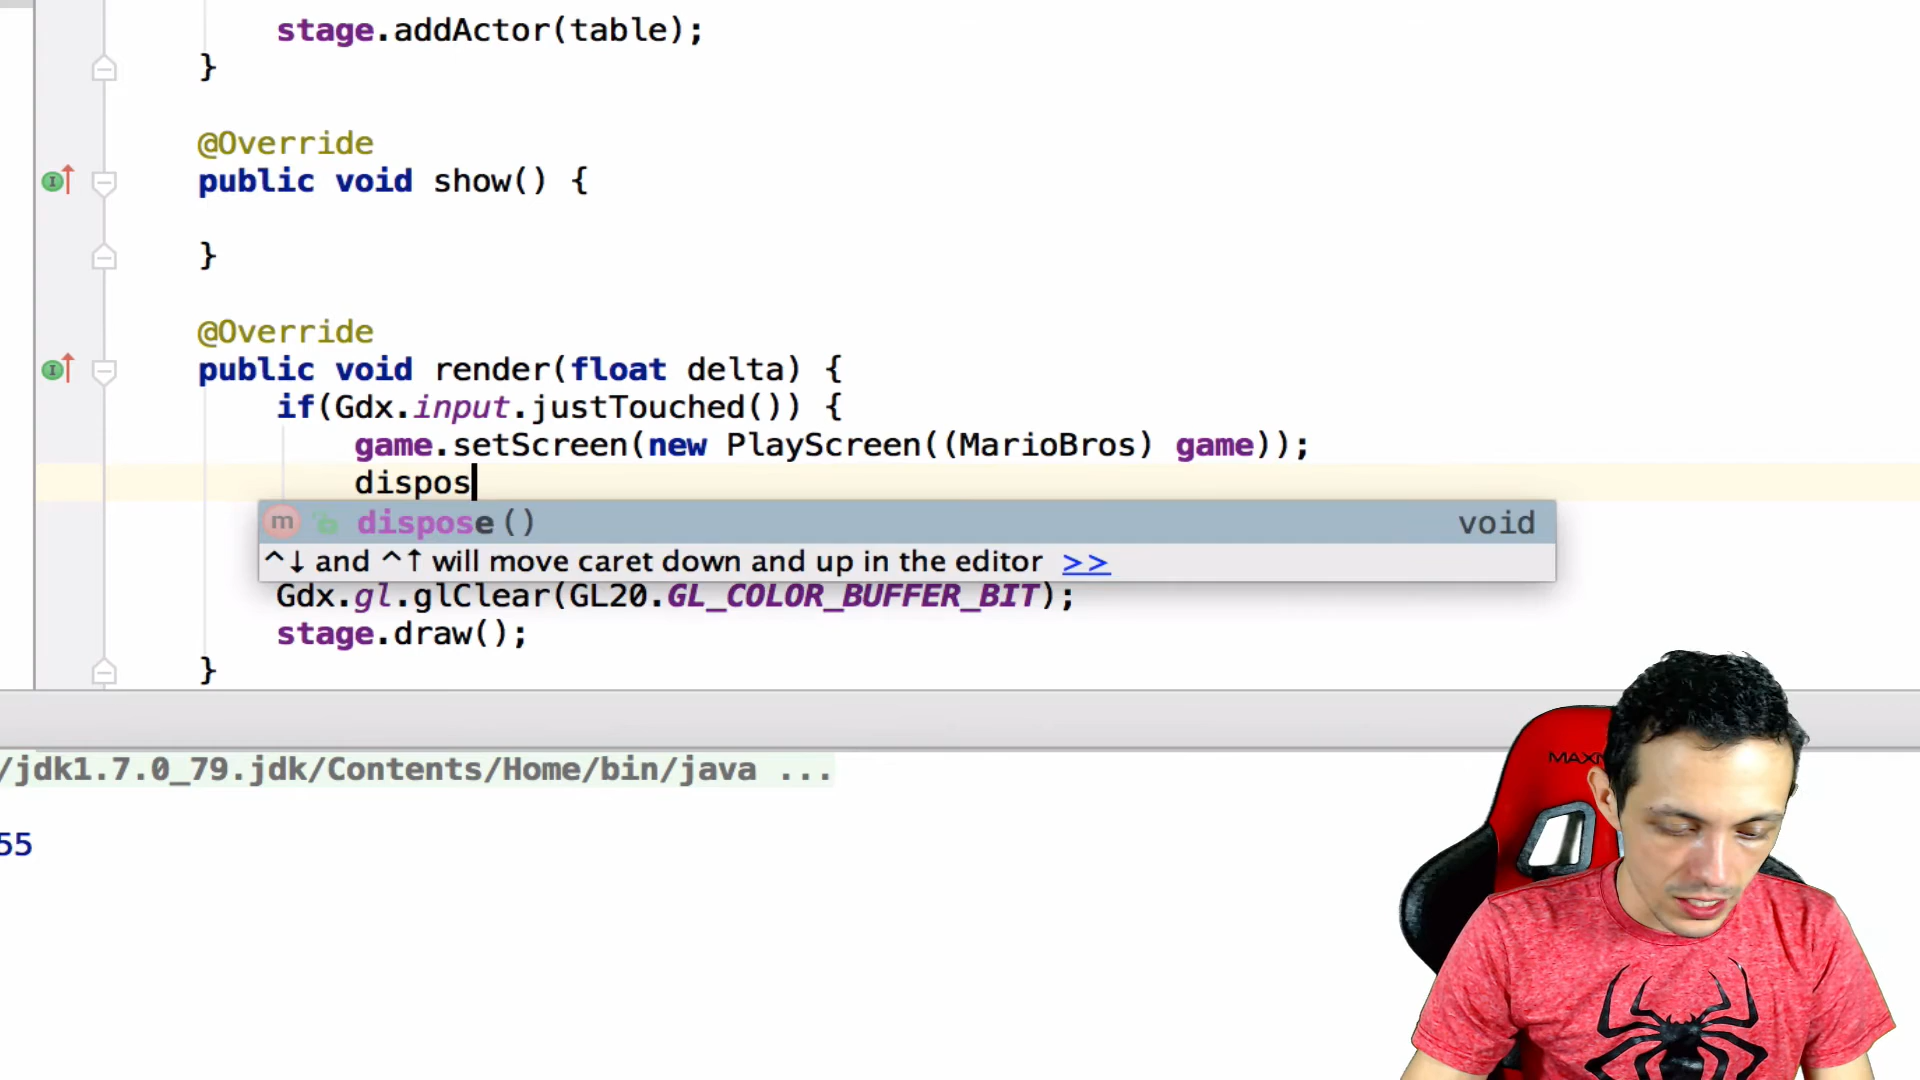 stage.addActor(table);
}
@Override
public void show() {
}
@Override
public void render(float delta) {
if(Gdx.input.justTouched()) {
game.setScreen(new PlayScreen((MarioBros) game));
dispos
m dispose() void
^↓ and ^↑ will move caret down and up in the editor >>
Gdx.gl.glClear(GL20.GL_COLOR_BUFFER_BIT);
stage.draw();
}
/jdk1.7.0_79.jdk/Contents/Home/bin/java ...
55